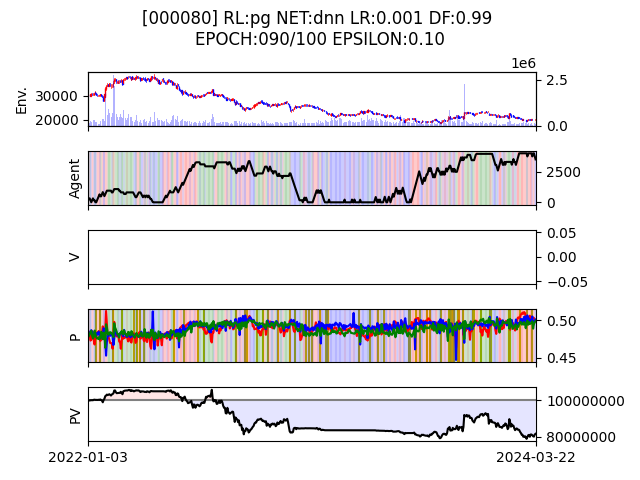 [000080] RL:pg NET:dnn LR:0.001 DF:0.99
EPOCH:090/100 EPSILON:0.10
1e6
Env.
30000
20000
2.5
0.0
Agent
2500
0
V
0.05
0.00
−0.05
P
0.50
0.45
PV
100000000
80000000
2022-01-03
2024-03-22